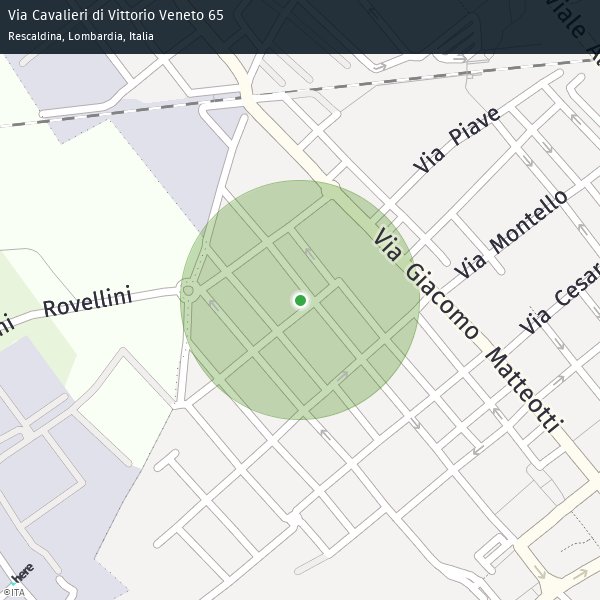 Via Cavalieri di Vittorio Veneto 65
Rescaldina, Lombardia, Italia
Viale A
Via Piave
Via Montello
Via Cesar
Via Giacomo Matteotti
Rovellini
ni
here
©ITA